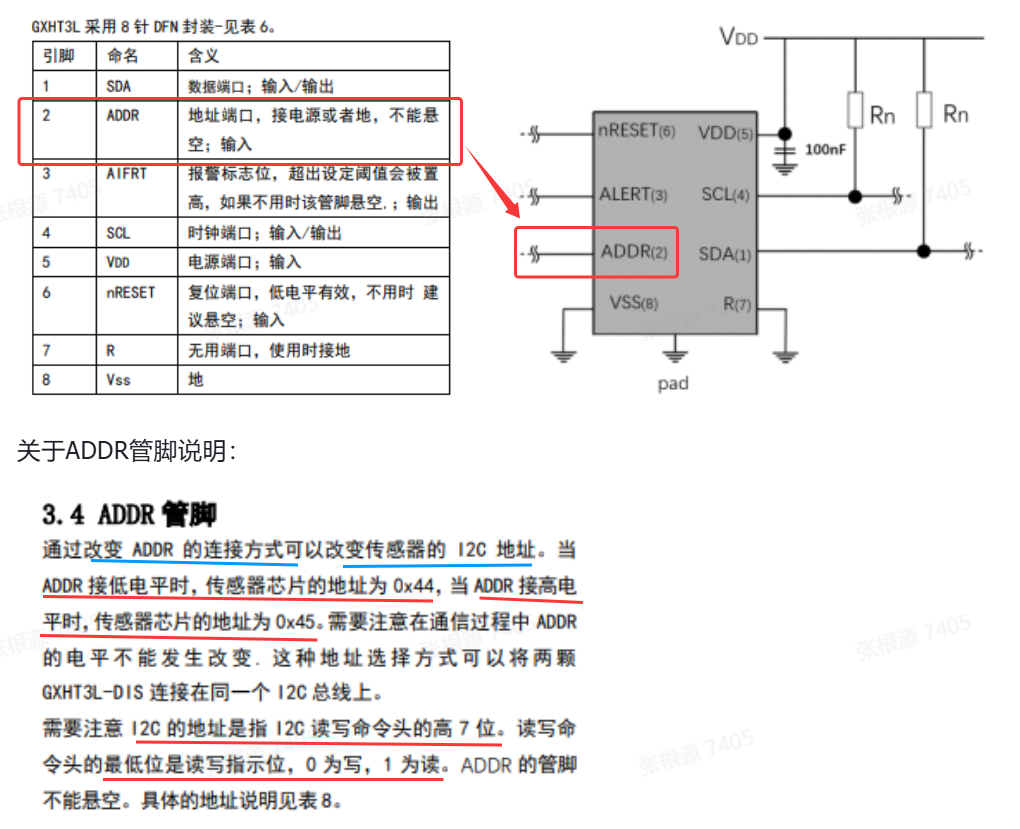 GXHT3L 采用 8 针 DFN 封装-见表 6。
引脚 命名 含义
1 SDA 数据端口；输入/输出
2 ADDR 地址端口，接电源或者地，不能悬
空；输入
3 AIFRT 报警标志位，超出设定阈值会被置
高，如果不用时该管脚悬空.；输出
4 SCL 时钟端口；输入/输出
5 VDD 电源端口；输入
6 nRESET 复位端口，低电平有效，不用时 建
议悬空；输入
7 R 无用端口，使用时接地
8 Vss 地
VDD
Rn
Rn
100nF
nRESET(6) VDD(5)
ALERT(3) SCL(4)
ADDR(2) SDA(1)
VSS(8) R(7)
pad
关于ADDR管脚说明：
3.4 ADDR 管脚
通过改变 ADDR 的连接方式可以改变传感器的 I2C 地址。当
ADDR 接低电平时，传感器芯片的地址为 0x44，当 ADDR 接高电
平时，传感器芯片的地址为 0x45。需要注意在通信过程中 ADDR
的电平不能发生改变．这种地址选择方式可以将两颗
GXHT3L-DIS 连接在同一个 I2C 总线上。
需要注意 I2C 的地址是指 I2C 读写命令头的高 7 位。读写命
令头的最低位是读写指示位，0 为写，1 为读。ADDR 的管脚
不能悬空。具体的地址说明见表 8。
张根源 7405
张根源 7405
张根源 7405
张根源 7405
张根源 7405